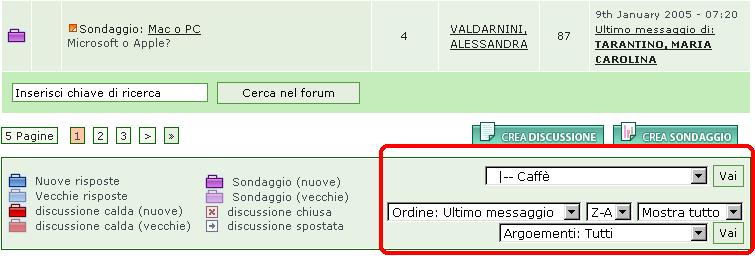 9th January 2005 - 07:20
Sondaggio: Mac o PC
Microsoft o Apple?
4
VALDARNINI,
ALESSANDRA
87
Ultimo messaggio di:
TARANTINO, MARIA
CAROLINA
Inserisci chiave di ricerca
Cerca nel forum
5 Pagine 1 2 3 > »
CREA DISCUSSIONE CREA SONDAGGIO
Nuove risposte
Vecchie risposte
discussione calda (nuove)
discussione calda (vecchie)
Sondaggio (nuove)
Sondaggio (vecchie)
discussione chiusa
discussione spostata
|-- Caffè Vai
Ordine: Ultimo messaggio Z-A Mostra tutto
Argoementi: Tutti Vai